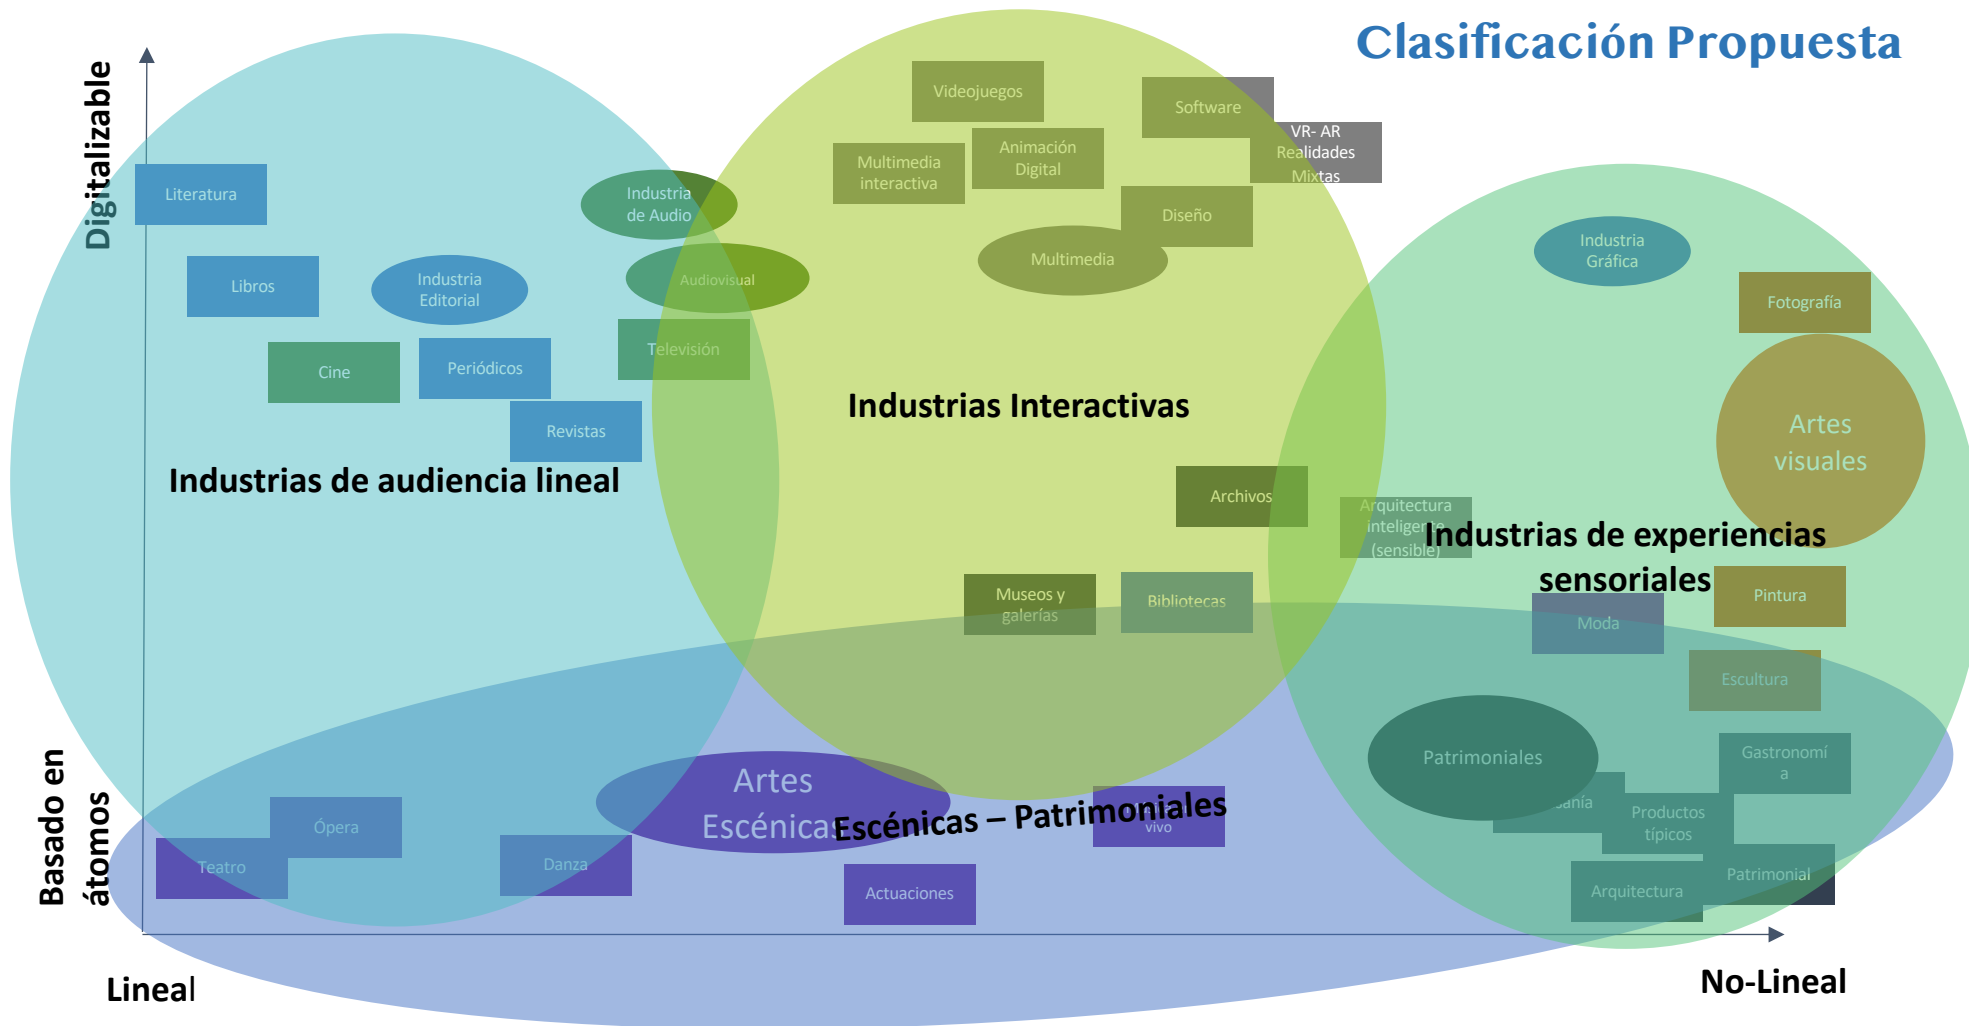 Clasificación Propuesta
Digitalizable
Videojuegos
Software
VR- AR
Realidades
Mixtas
Multimedia
interactiva
Animación
Digital
Literatura
Industria
de Audio
Diseño
Industria
Gráfica
Multimedia
Libros
Industria
Editorial
Audiovisual
Fotografía
Cine
Periódicos
Televisión
Revistas
Industrias Interactivas
Artes
visuales
Industrias de audiencia lineal
Archivos
Arquitectura
inteligente
(sensible)
Industrias de experiencias
sensoriales
Museos y
galerías
Bibliotecas
Pintura
Moda
Escultura
Basado en
átomos
Artes
Escénicas
Patrimoniales
Gastronomí
a
Escénicas – Patrimoniales
vivo
Ópera
Productos
típicos
Teatro
Danza
Actuaciones
Arquitectura
Patrimonial
Lineal
No-Lineal